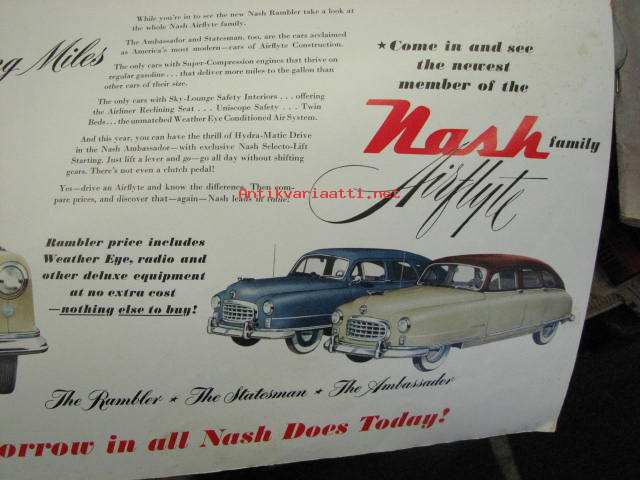 ng Miles
While you're in to see the new Nash Rambler take a look at
the whole Nash Airflyte family.
The Ambassador and Statesman, too, are the cars acclaimed
as America's most modern—cars of Airflyte Construction.
The only cars with Super-Compression engines that thrive on
regular gasoline . . . that deliver more miles to the gallon than
other cars of their size.
The only cars with Sky-Lounge Safety Interiors . . . offering
the Airliner Reclining Seat . . . Uniscope Safety . . . Twin
Beds . . . the unmatched Weather Eye Conditioned Air System.
And this year, you can have the thrill of Hydra-Matic Drive
in the Nash Ambassador—with exclusive Nash Selecto-Lift
Starting. Just lift a lever and go—go all day without shifting
gears. There's not even a clutch pedal!
Yes—drive an Airflyte and know the difference. Then com-
pare prices, and discover that—again—Nash leads in value!
Antikvariaatti.net
★ Come in and see
the newest
member of the
Nash family
Airflyte
Rambler price includes
Weather Eye, radio and
other deluxe equipment
at no extra cost
—nothing else to buy!
The Rambler ★ The Statesman ★ The Ambassador
orrow in all Nash Does Today!